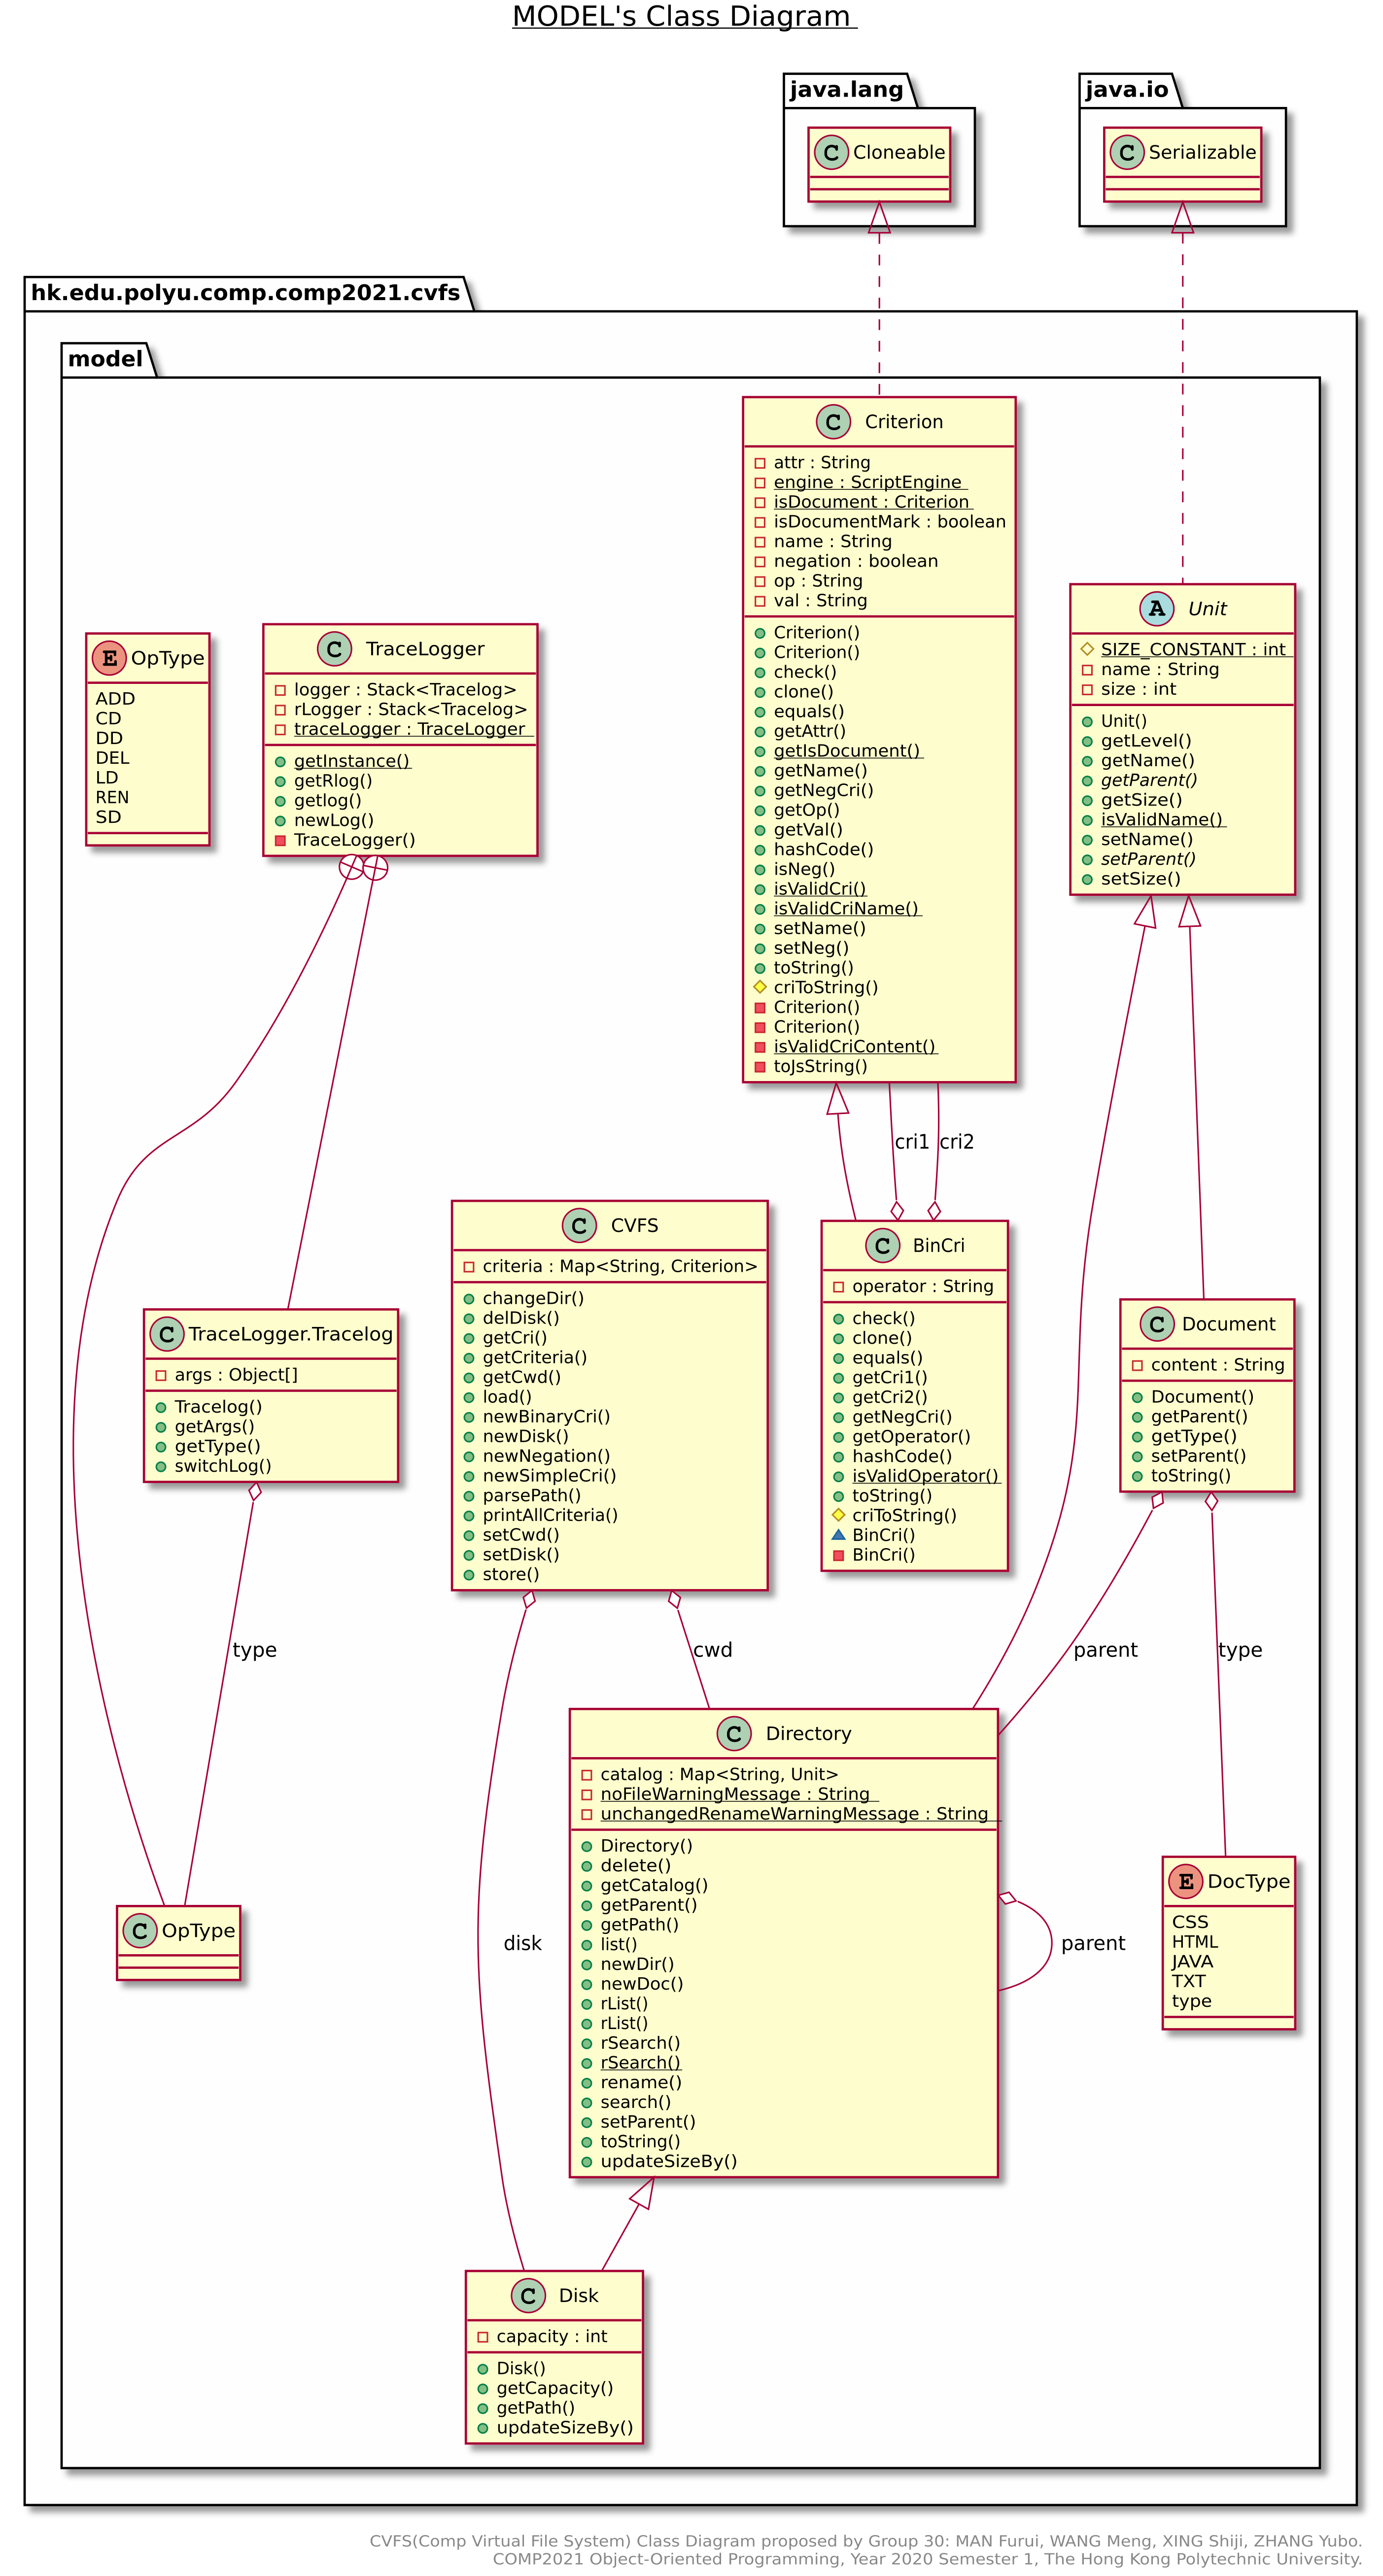 MODEL's Class Diagram
java.lang
C Cloneable
java.io
C Serializable
hk.edu.polyu.comp.comp2021.cvfs
model
C Criterion
attr : String
engine : ScriptEngine
isDocument : Criterion
isDocumentMark : boolean
name : String
negation : boolean
op : String
val : String
Criterion()
Criterion()
check()
clone()
equals()
getAttr()
getIsDocument()
getName()
getNegCri()
getOp()
getVal()
hashCode()
isNeg()
isValidCri()
isValidCriName()
setName()
setNeg()
toString()
criToString()
Criterion()
Criterion()
isValidCriContent()
toJsString()
A Unit
SIZE_CONSTANT : int
name : String
size : int
Unit()
getLevel()
getName()
getParent()
getSize()
isValidName()
setName()
setParent()
setSize()
E OpType
ADD
CD
DD
DEL
LD
REN
SD
C TraceLogger
logger : Stack<Tracelog>
rLogger : Stack<Tracelog>
traceLogger : TraceLogger
getInstance()
getRlog()
getlog()
newLog()
TraceLogger()
cri1
cri2
C CVFS
criteria : Map<String, Criterion>
changeDir()
delDisk()
getCri()
getCriteria()
getCwd()
load()
newBinaryCri()
newDisk()
newNegation()
newSimpleCri()
parsePath()
printAllCriteria()
setCwd()
setDisk()
store()
C BinCri
operator : String
check()
clone()
equals()
getCri1()
getCri2()
getNegCri()
getOperator()
hashCode()
isValidOperator()
toString()
criToString()
BinCri()
BinCri()
C TraceLogger.Tracelog
args : Object[]
Tracelog()
getArgs()
getType()
switchLog()
C Document
content : String
Document()
getParent()
getType()
setParent()
toString()
type
cwd
parent
type
C Directory
catalog : Map<String, Unit>
noFileWarningMessage : String
unchangedRenameWarningMessage : String
Directory()
delete()
getCatalog()
getParent()
getPath()
list()
newDir()
newDoc()
rList()
rList()
rSearch()
rSearch()
rename()
search()
setParent()
toString()
updateSizeBy()
C OpType
disk
parent
E DocType
CSS
HTML
JAVA
TXT
type
C Disk
capacity : int
Disk()
getCapacity()
getPath()
updateSizeBy()
CVFS(Comp Virtual File System) Class Diagram proposed by Group 30: MAN Furui, WANG Meng, XING Shiji, ZHANG Yubo.
COMP2021 Object-Oriented Programming, Year 2020 Semester 1, The Hong Kong Polytechnic University.